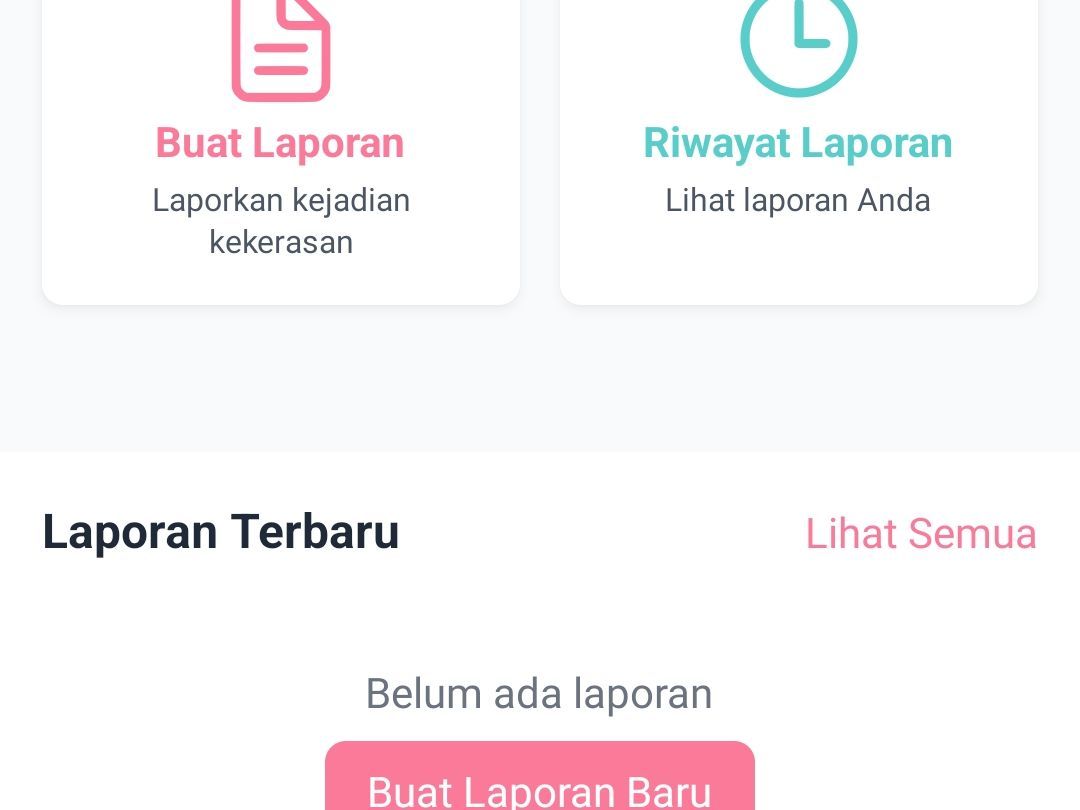 Buat Laporan
Laporkan kejadian
kekerasan
Riwayat Laporan
Lihat laporan Anda
Laporan Terbaru
Lihat Semua
Belum ada laporan
Buat Laporan Baru